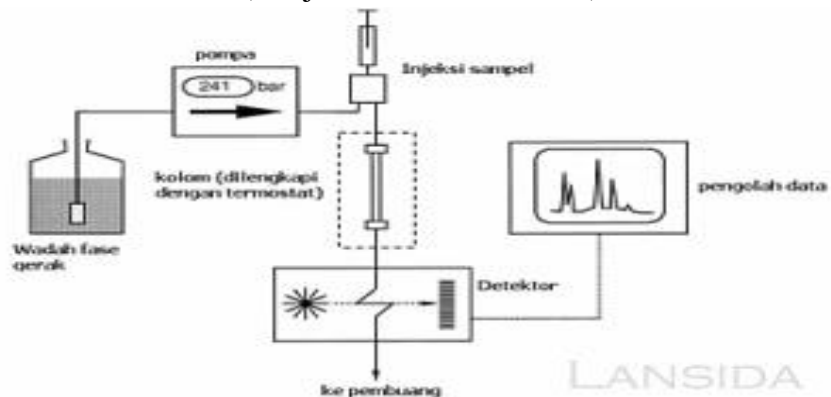 pompa
241 bar
Injeksi sampel
kolom (dilengkapi
dengan termostat)
pengolah data
Wadah fase
gerak
Detektor
ke pembuang
LANSIDA